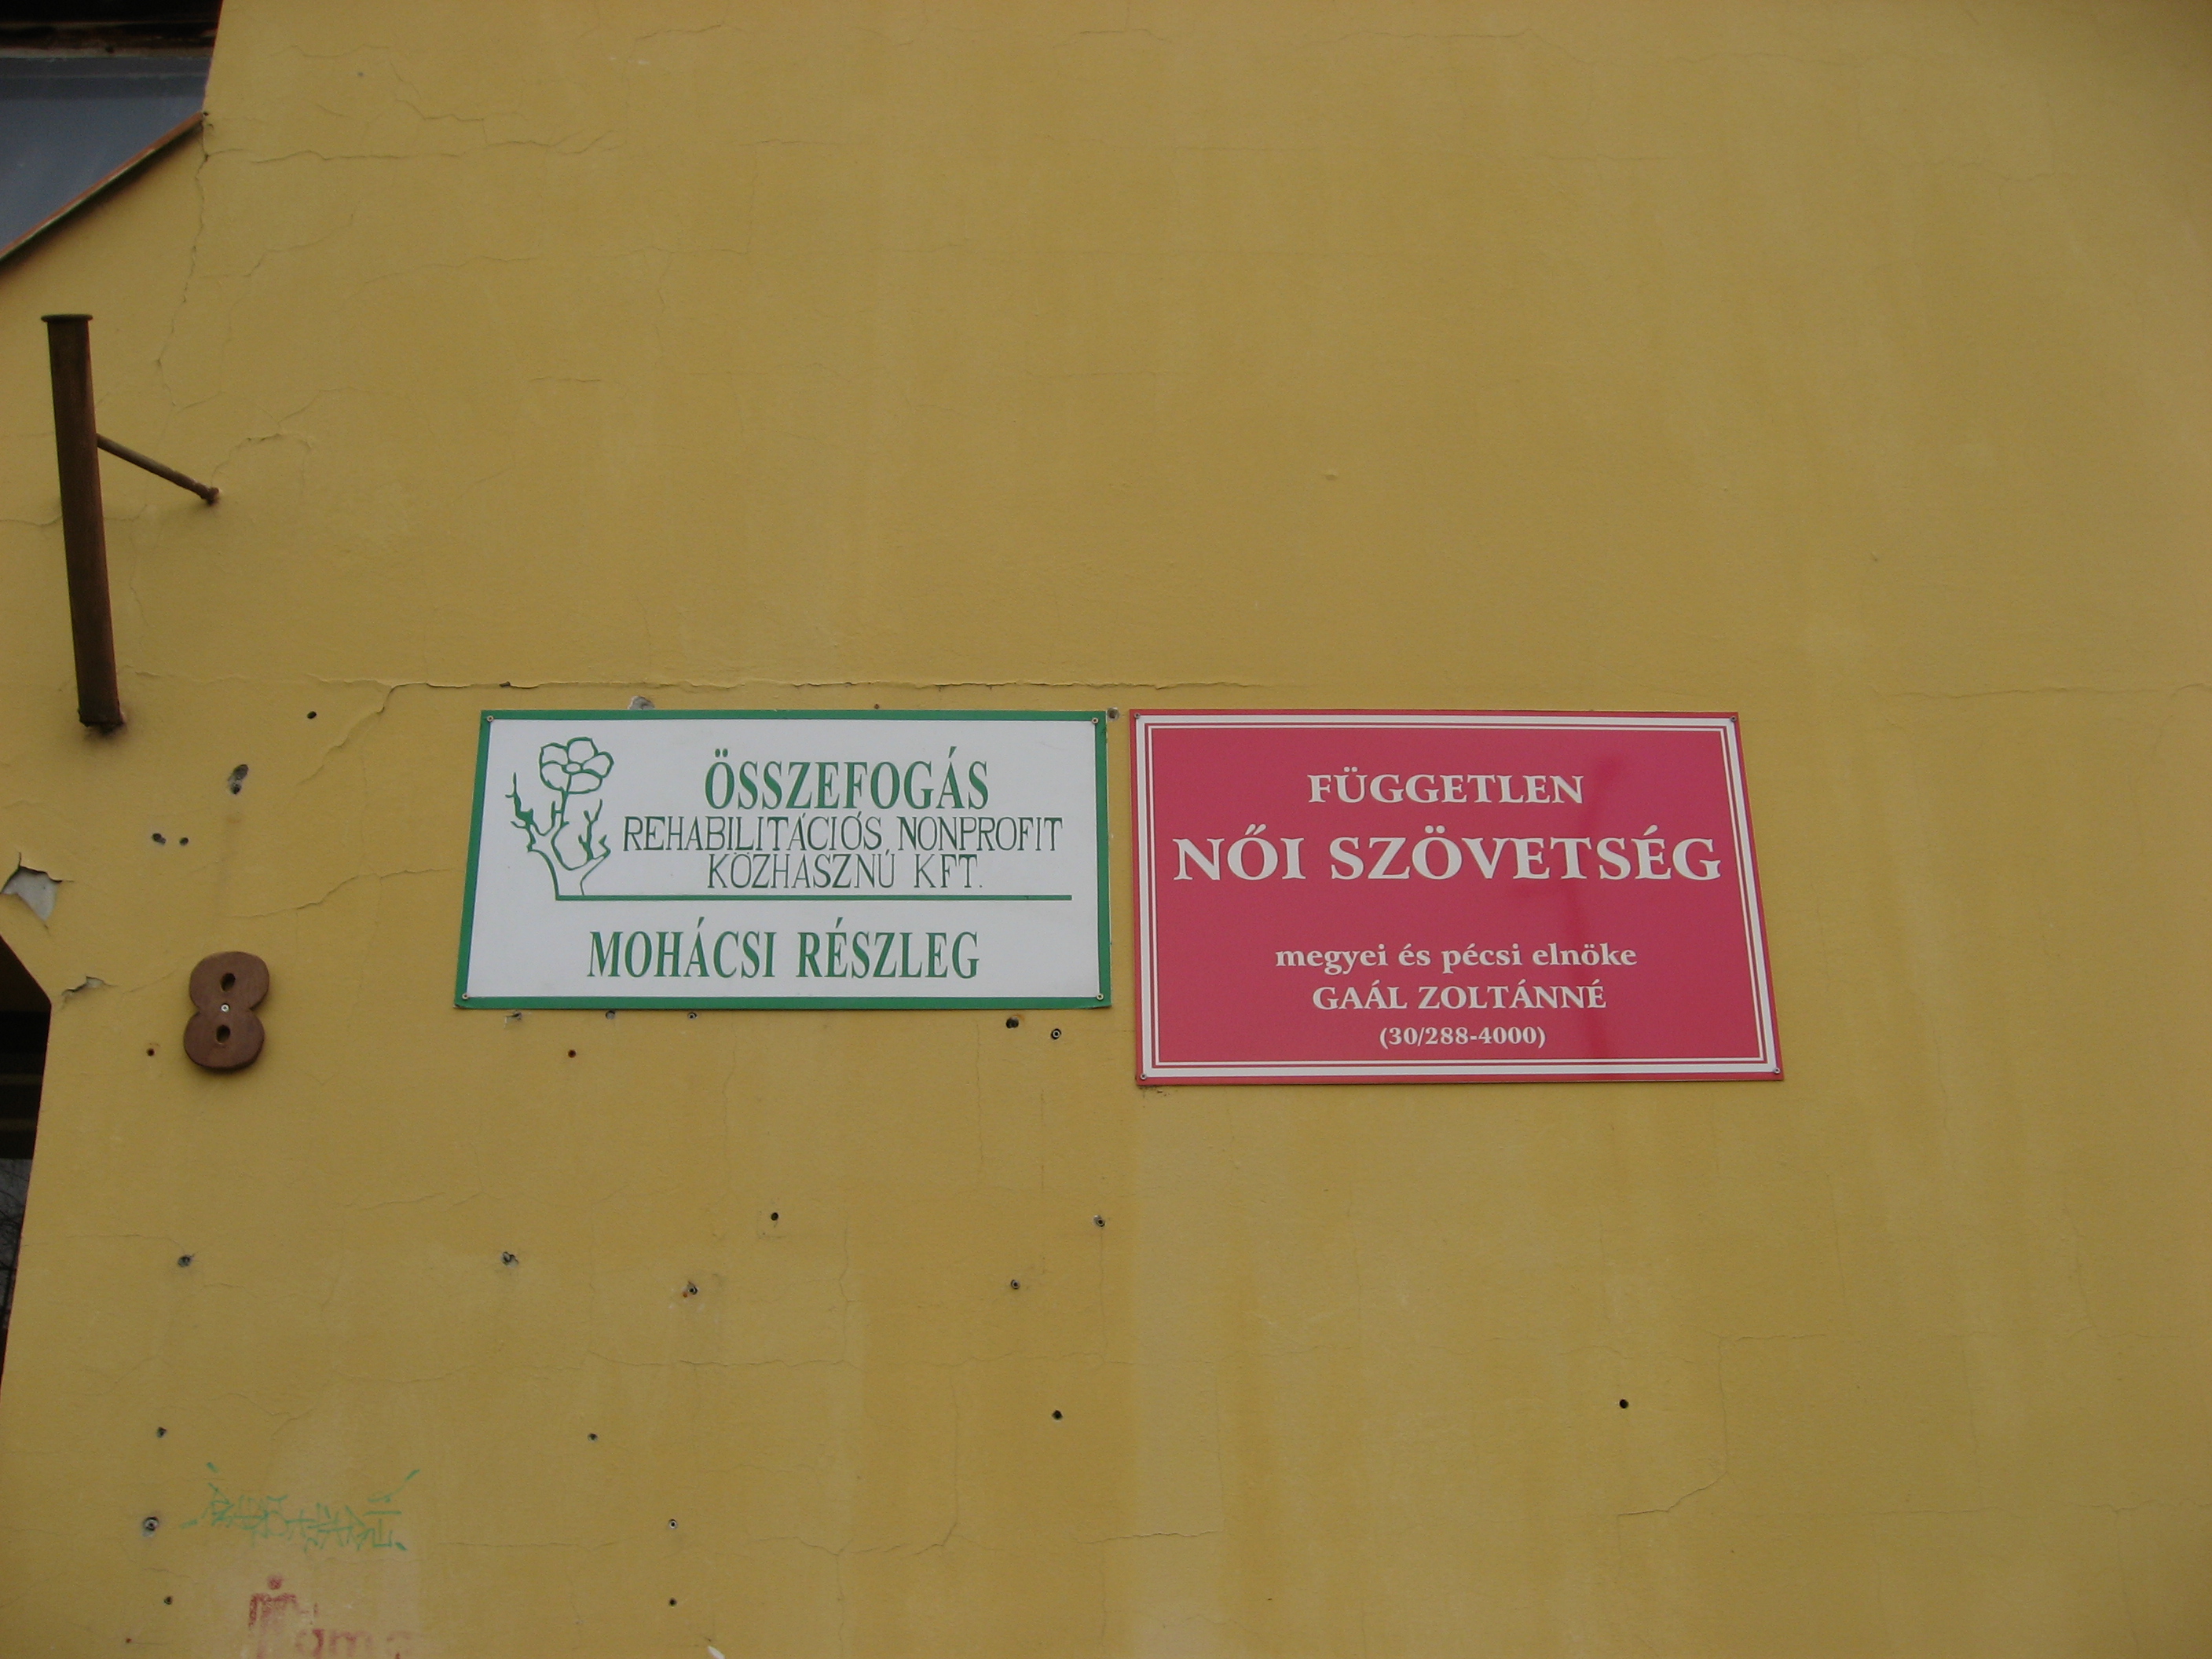 ÖSSZEFOGÁS
REHABILITÁCIÓS NONPROFIT
KÖZHASZNÚ KFT.
MOHÁCSI RÉSZLEG
FÜGGETLEN
NŐI SZÖVETSÉG
megyei és pécsi elnöke
GAÁL ZOLTÁNNÉ
(30/288-4000)
8